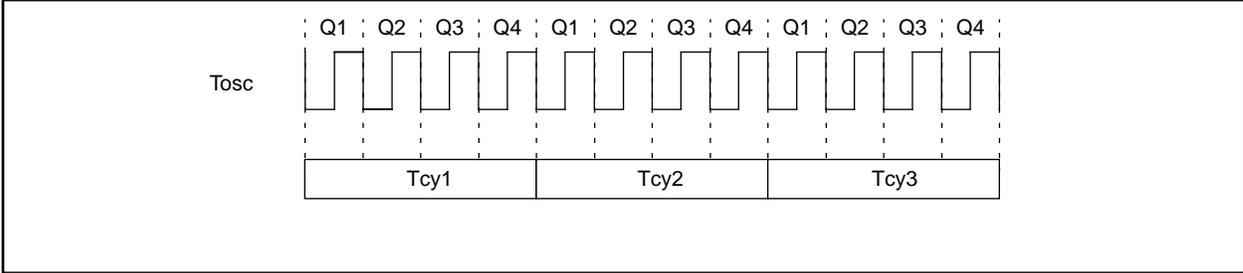 Q1 Q2 Q3 Q4 Q1 Q2 Q3 Q4 Q1 Q2 Q3 Q4
Tosc
Tcy1 Tcy2 Tcy3